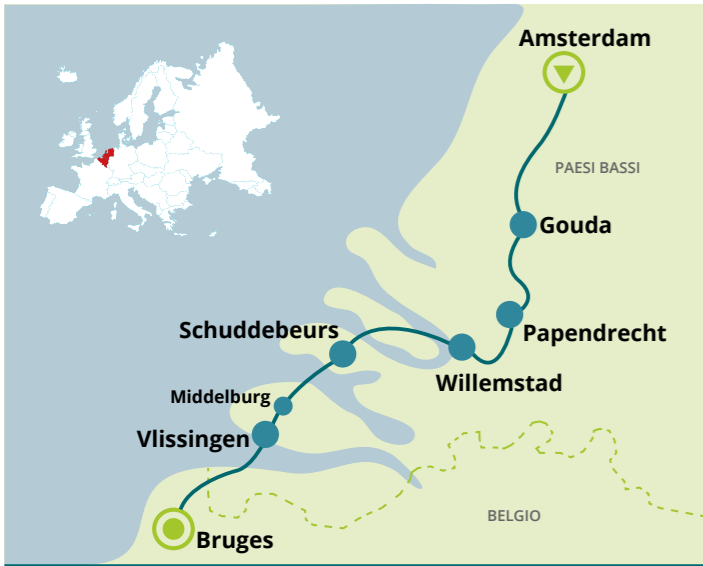 Amsterdam
PAESI BASSI
Gouda
Papendrecht
Schuddebeurs
Willemstad
Middelburg
Vlissingen
BELGIO
Bruges